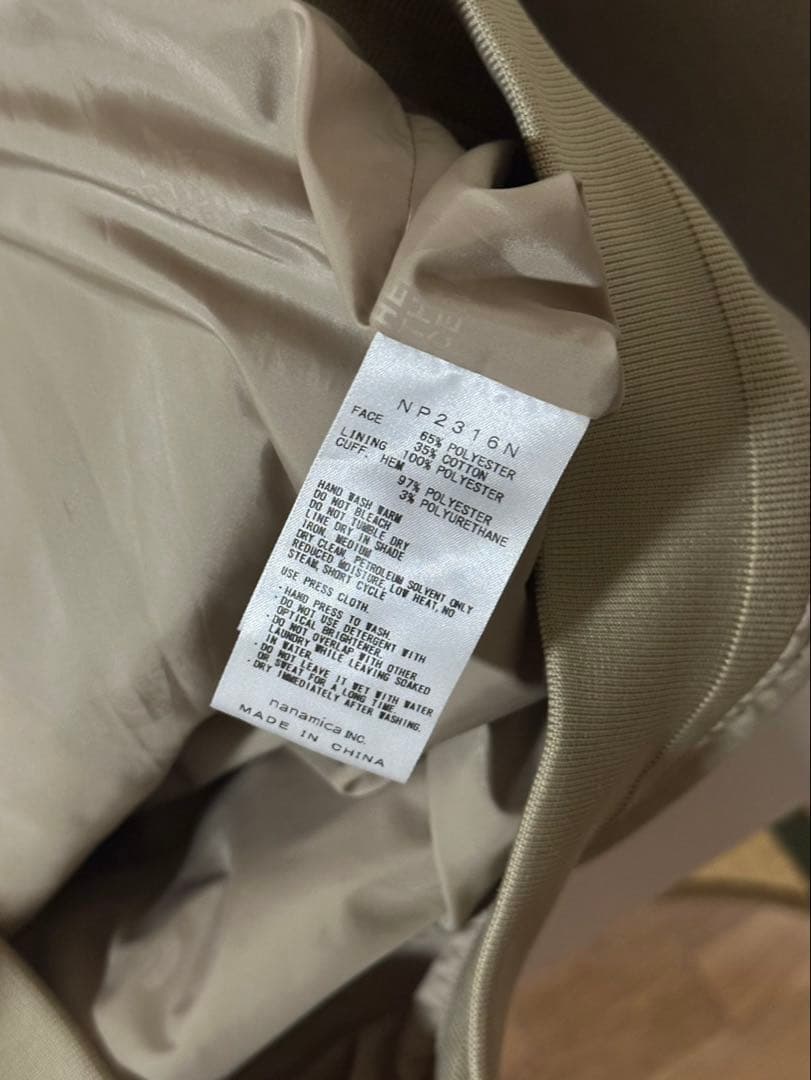 NP2316N
FACE 65% POLYESTER
35% COTTON
LINING 100% POLYESTER
CUFF. HEM
97% POLYESTER
3% POLYURETHANE
HAND WASH WARM
DO NOT BLEACH
DO NOT TUMBLE DRY
LINE DRY IN SHADE
IRON, MEDIUM
DRY CLEAN, PETROLEUM SOLVENT ONLY
REDUCED MOISTURE, LOW HEAT, NO
STEAM, SHORT CYCLE
USE PRESS CLOTH.
・HAND PRESS TO WASH.
・DO NOT USE DETERGENT WITH
OPTICAL BRIGHTENER.
・DO NOT OVERLAP WITH OTHER
LAUNDRY WHILE LEAVING SOAKED
IN WATER.
・DO NOT LEAVE IT WET WITH WATER
OR SWEAT FOR A LONG TIME.
・DRY IMMEDIATELY AFTER WASHING.
nanamica INC.
MADE IN CHINA